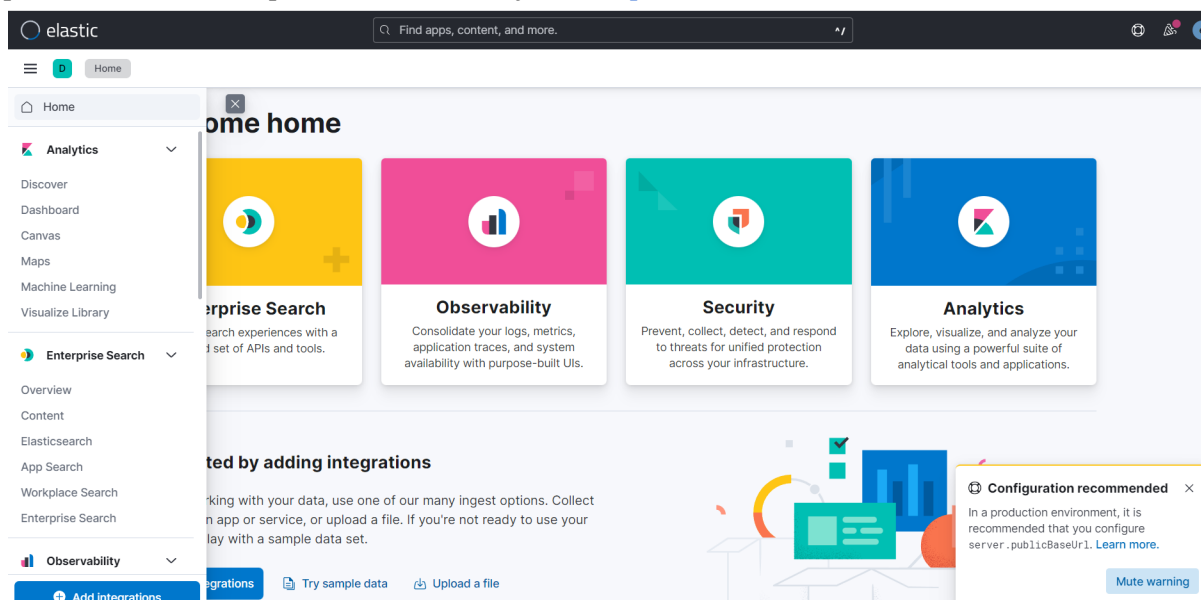 elastic
Find apps, content, and more.
^/
D
Home
Home
ome home
Analytics
Discover
Dashboard
Canvas
Maps
Machine Learning
Visualize Library
Enterprise Search
Overview
Content
Elasticsearch
App Search
Workplace Search
Enterprise Search
Observability
Add integrations
erprise Search
earch experiences with a
d set of APIs and tools.
Observability
Consolidate your logs, metrics,
application traces, and system
availability with purpose-built UIs.
Security
Prevent, collect, detect, and respond
to threats for unified protection
across your infrastructure.
Analytics
Explore, visualize, and analyze your
data using a powerful suite of
analytical tools and applications.
ted by adding integrations
rking with your data, use one of our many ingest options. Collect
n app or service, or upload a file. If you're not ready to use your
lay with a sample data set.
egrations
Try sample data
Upload a file
Configuration recommended
In a production environment, it is
recommended that you configure
server.publicBaseUrl. Learn more.
Mute warning